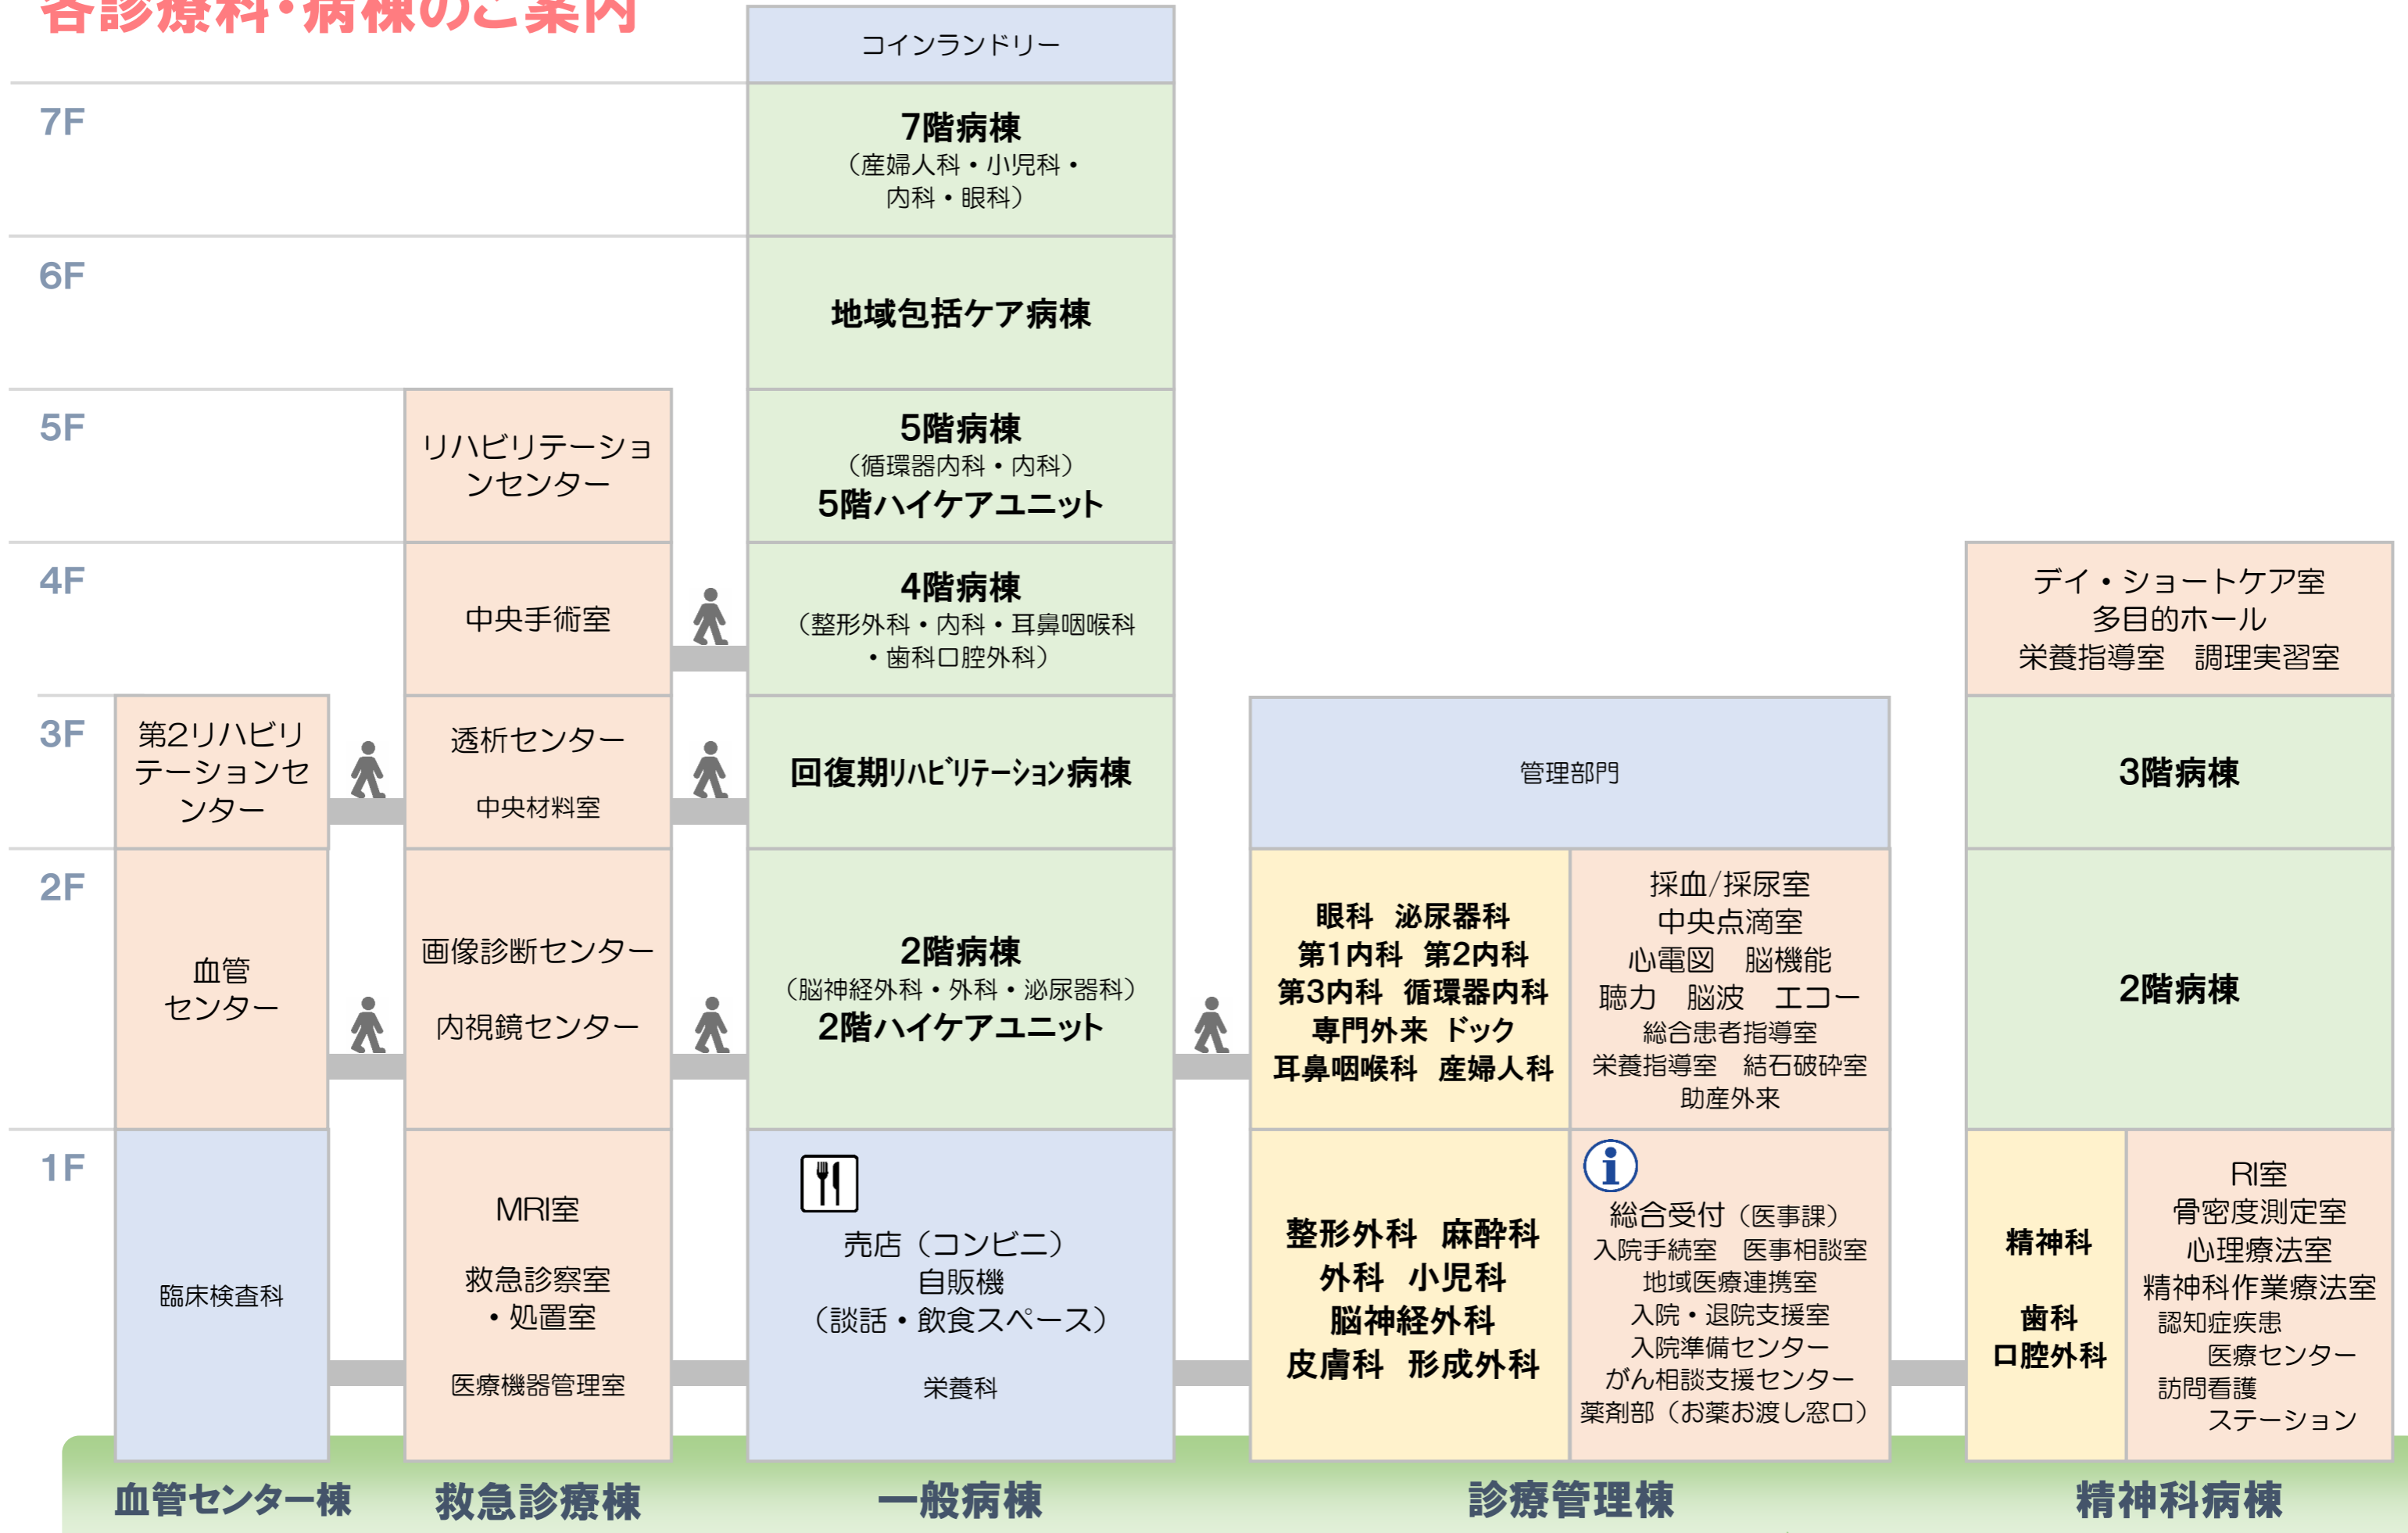 各診療科・病棟のご案内
コインランドリー
7F
7階病棟
（産婦人科・小児科・
内科・眼科）
6F
地域包括ケア病棟
5F
リハビリテーショ
ンセンター
5階病棟
（循環器内科・内科）
5階ハイケアユニット
4F
中央手術室
4階病棟
（整形外科・内科・耳鼻咽喉科
・歯科口腔外科）
デイ・ショートケア室
多目的ホール
栄養指導室　調理実習室
3F
第2リハビリ
テーションセ
ンター
透析センター
中央材料室
回復期ﾘﾊﾋﾞﾘﾃｰｼｮﾝ病棟
管理部門
3階病棟
2F
血管
センター
画像診断センター
内視鏡センター
2階病棟
（脳神経外科・外科・泌尿器科）
2階ハイケアユニット
眼科　泌尿器科
第1内科　第2内科
第3内科　循環器内科
専門外来　ドック
耳鼻咽喉科　産婦人科
採血/採尿室
中央点滴室
心電図　脳機能
聴力　脳波　エコー
総合患者指導室
栄養指導室　結石破砕室
助産外来
2階病棟
1F
臨床検査科
MRI室
救急診察室
・処置室
医療機器管理室
売店（コンビニ）
自販機
（談話・飲食スペース）
栄養科
整形外科　麻酔科
外科　小児科
脳神経外科
皮膚科　形成外科
i
総合受付（医事課）
入院手続室　医事相談室
地域医療連携室
入院・退院支援室
入院準備センター
がん相談支援センター
薬剤部（お薬お渡し窓口）
精神科
歯科
口腔外科
RI室
骨密度測定室
心理療法室
精神科作業療法室
認知症疾患
医療センター
訪問看護
ステーション
血管センター棟
救急診療棟
一般病棟
診療管理棟
精神科病棟